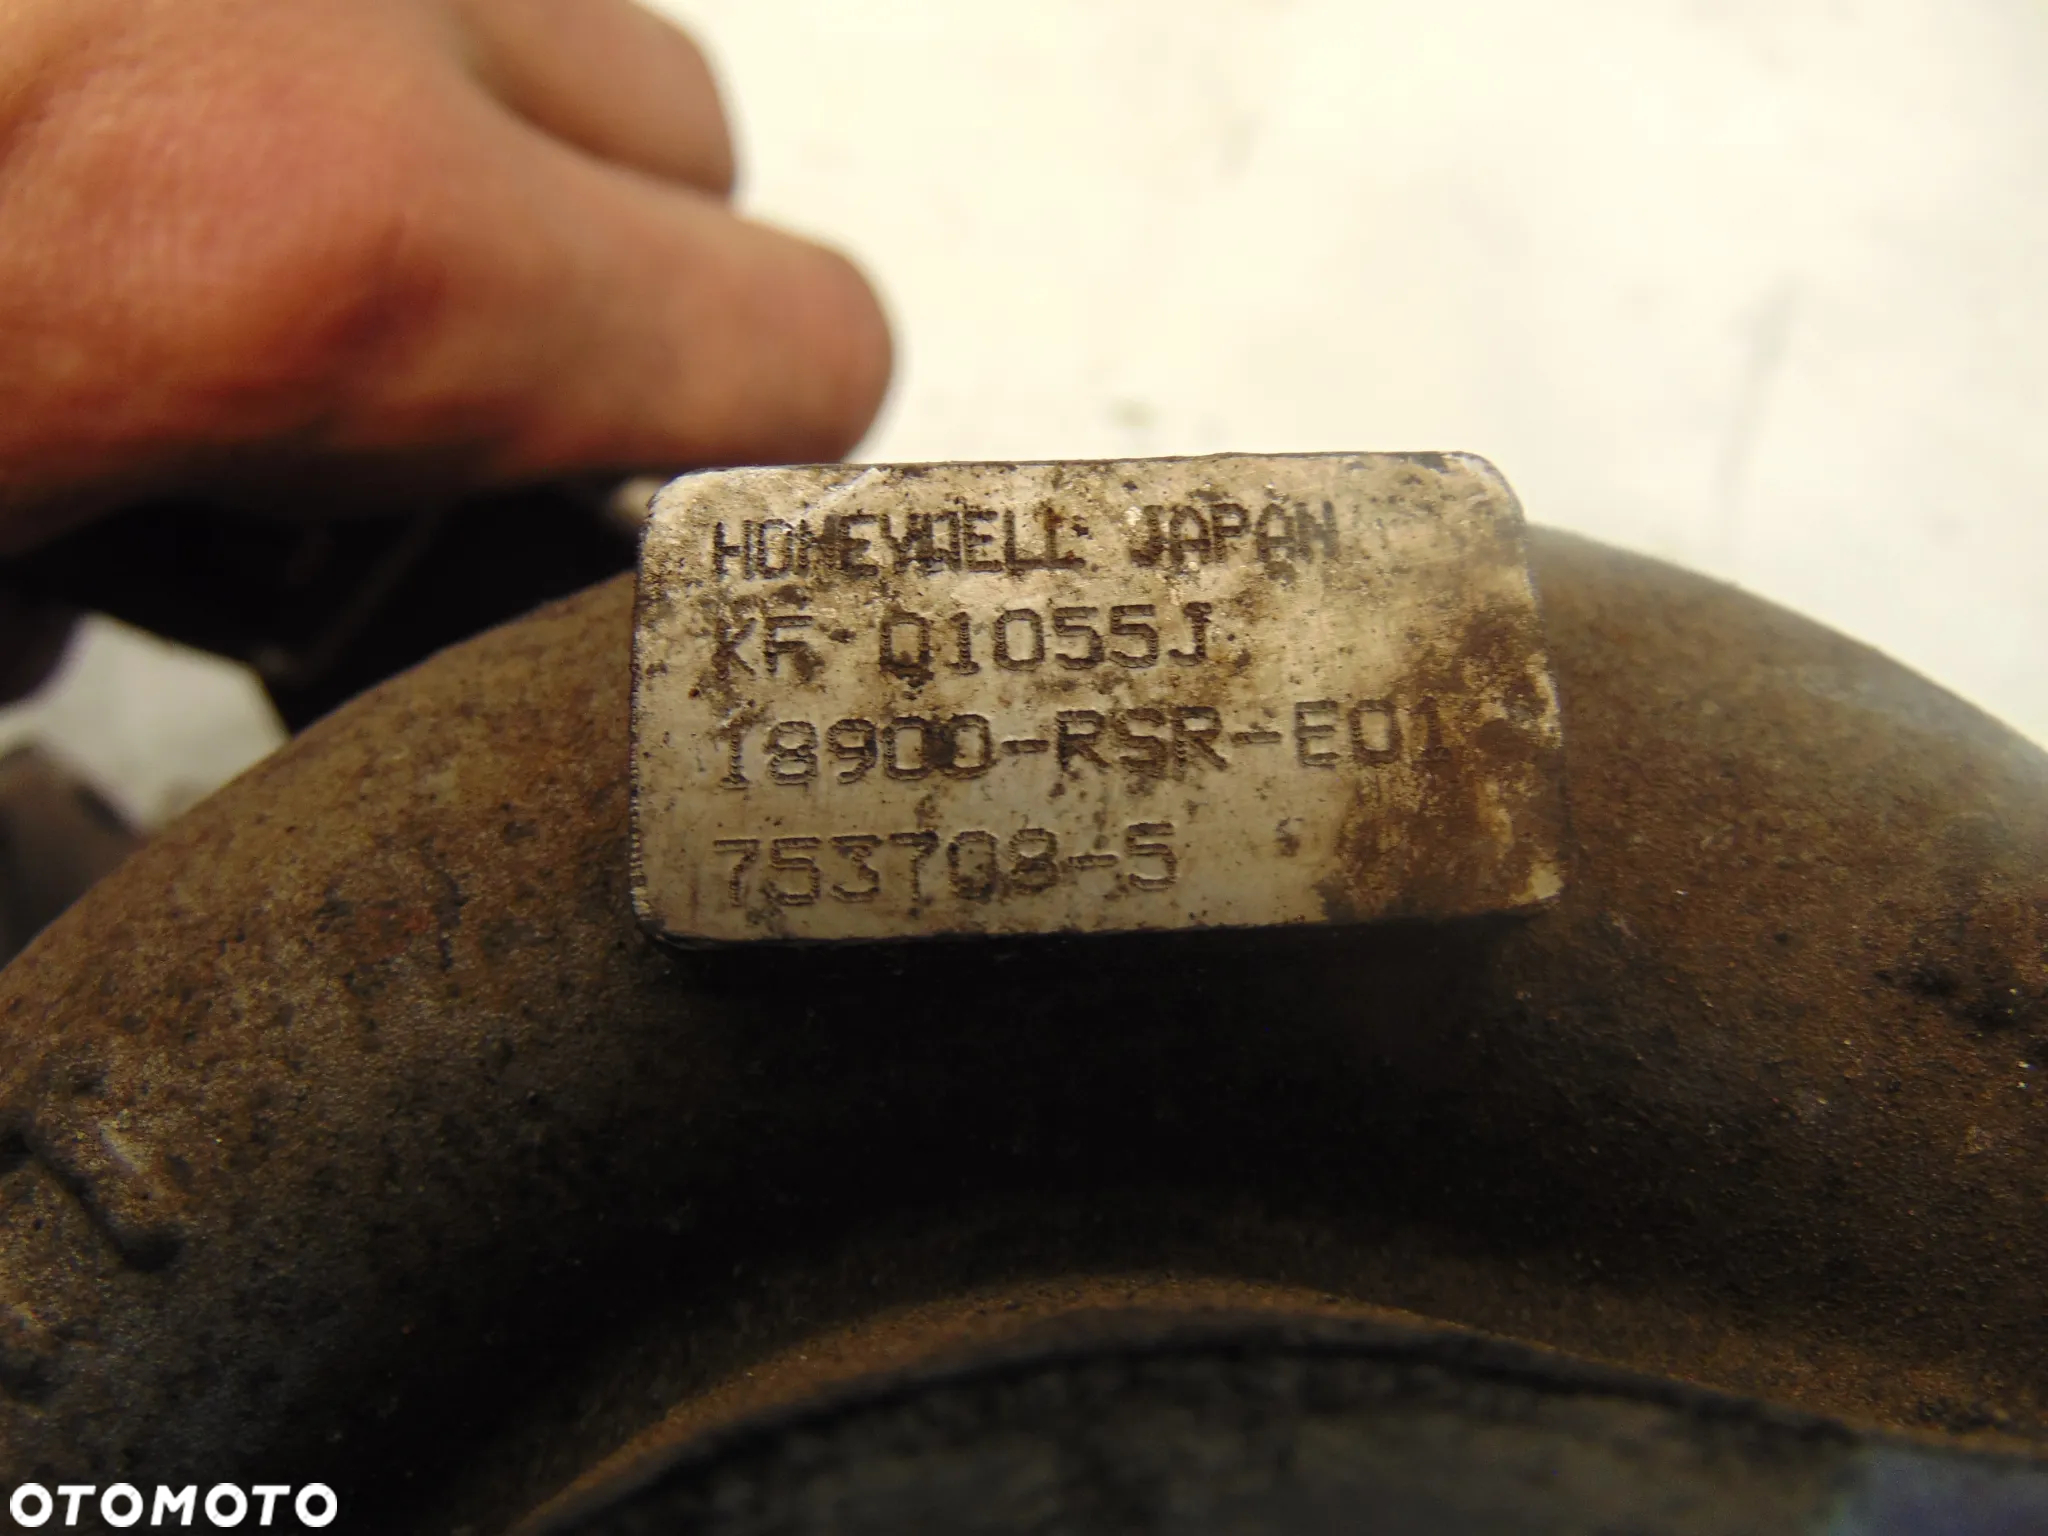 HONEYWELL JAPAN
KF Q1055J
18900-RSR-E01
753708-5
OTOMOTO